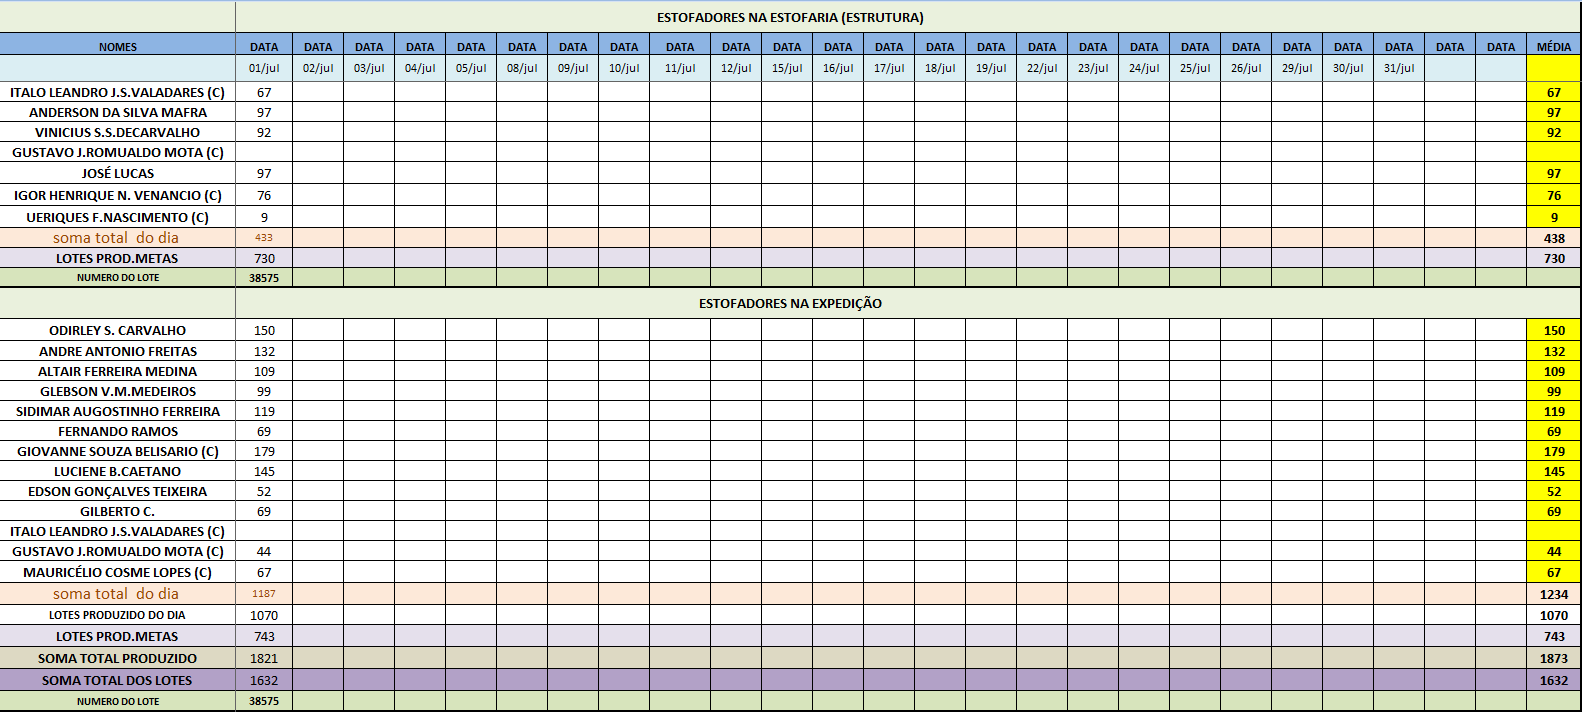 ESTOFADORES NA ESTOFARIA (ESTRUTURA)
NOMES DATA DATA DATA DATA DATA DATA DATA DATA DATA DATA DATA DATA DATA DATA DATA DATA DATA DATA DATA DATA DATA DATA DATA DATA DATA MÉDIA
01/jul 02/jul 03/jul 04/jul 05/jul 08/jul 09/jul 10/jul 11/jul 12/jul 15/jul 16/jul 17/jul 18/jul 19/jul 22/jul 23/jul 24/jul 25/jul 26/jul 29/jul 30/jul 31/jul
ITALO LEANDRO J.S.VALADARES (C) 67 67
ANDERSON DA SILVA MAFRA 97 97
VINICIUS S.S.DECARVALHO 92 92
GUSTAVO J.ROMUALDO MOTA (C)
JOSÉ LUCAS 97 97
IGOR HENRIQUE N. VENANCIO (C) 76 76
UERIQUES F.NASCIMENTO (C) 9 9
soma total do dia 433 438
LOTES PROD.METAS 730 730
NUMERO DO LOTE 38575
ESTOFADORES NA EXPEDIÇÃO
ODIRLEY S. CARVALHO 150 150
ANDRE ANTONIO FREITAS 132 132
ALTAIR FERREIRA MEDINA 109 109
GLEBSON V.M.MEDEIROS 99 99
SIDIMAR AUGOSTINHO FERREIRA 119 119
FERNANDO RAMOS 69 69
GIOVANNE SOUZA BELISARIO (C) 179 179
LUCIENE B.CAETANO 145 145
EDSON GONÇALVES TEIXEIRA 52 52
GILBERTO C. 69 69
ITALO LEANDRO J.S.VALADARES (C)
GUSTAVO J.ROMUALDO MOTA (C) 44 44
MAURICÉLIO COSME LOPES (C) 67 67
soma total do dia 1187 1234
LOTES PRODUZIDO DO DIA 1070 1070
LOTES PROD.METAS 743 743
SOMA TOTAL PRODUZIDO 1821 1873
SOMA TOTAL DOS LOTES 1632 1632
NUMERO DO LOTE 38575